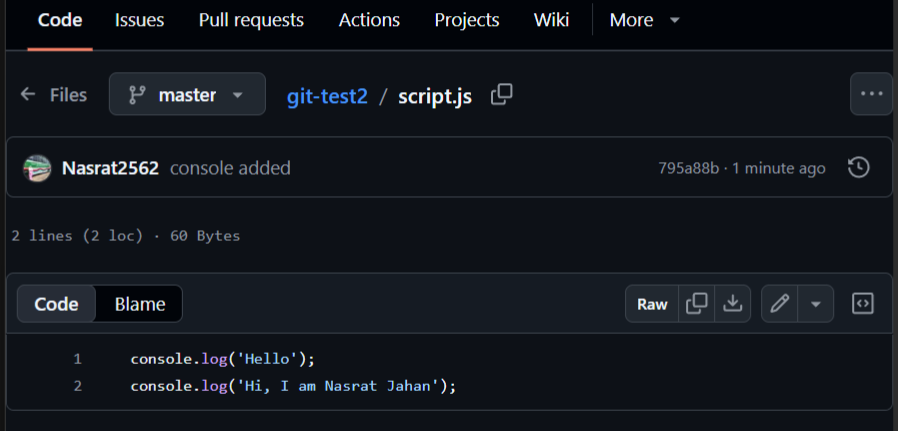 Code Issues Pull requests Actions Projects Wiki More
Files master git-test2 / script.js
Nasrat2562 console added 795a88b · 1 minute ago
2 lines (2 loc) · 60 Bytes
Code Blame Raw
1 console.log('Hello');
2 console.log('Hi, I am Nasrat Jahan');